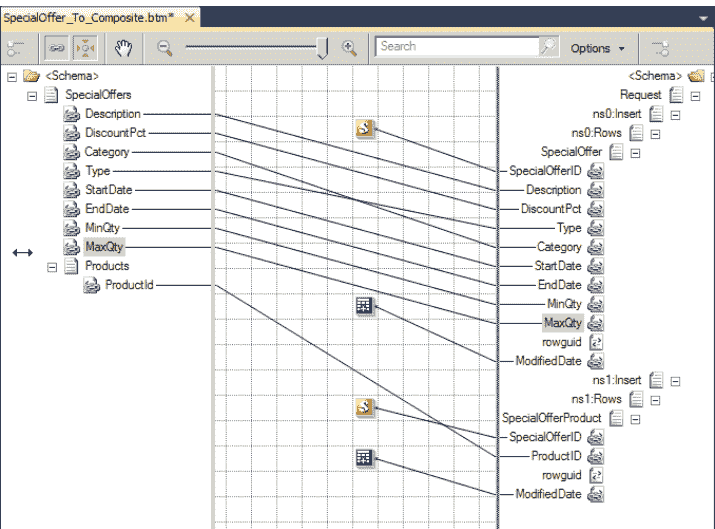 SpecialOffer_To_Composite.btm*
Search
Options
<Schema>
SpecialOffers
Description
DiscountPct
Category
Type
StartDate
EndDate
MinQty
MaxQty
Products
ProductId
<Schema>
Request
ns0:Insert
ns0:Rows
SpecialOffer
SpecialOfferID
Description
DiscountPct
Type
Category
StartDate
EndDate
MinQty
MaxQty
rowguid
ModifiedDate
ns1:Insert
ns1:Rows
SpecialOfferProduct
SpecialOfferID
ProductID
rowguid
ModifiedDate